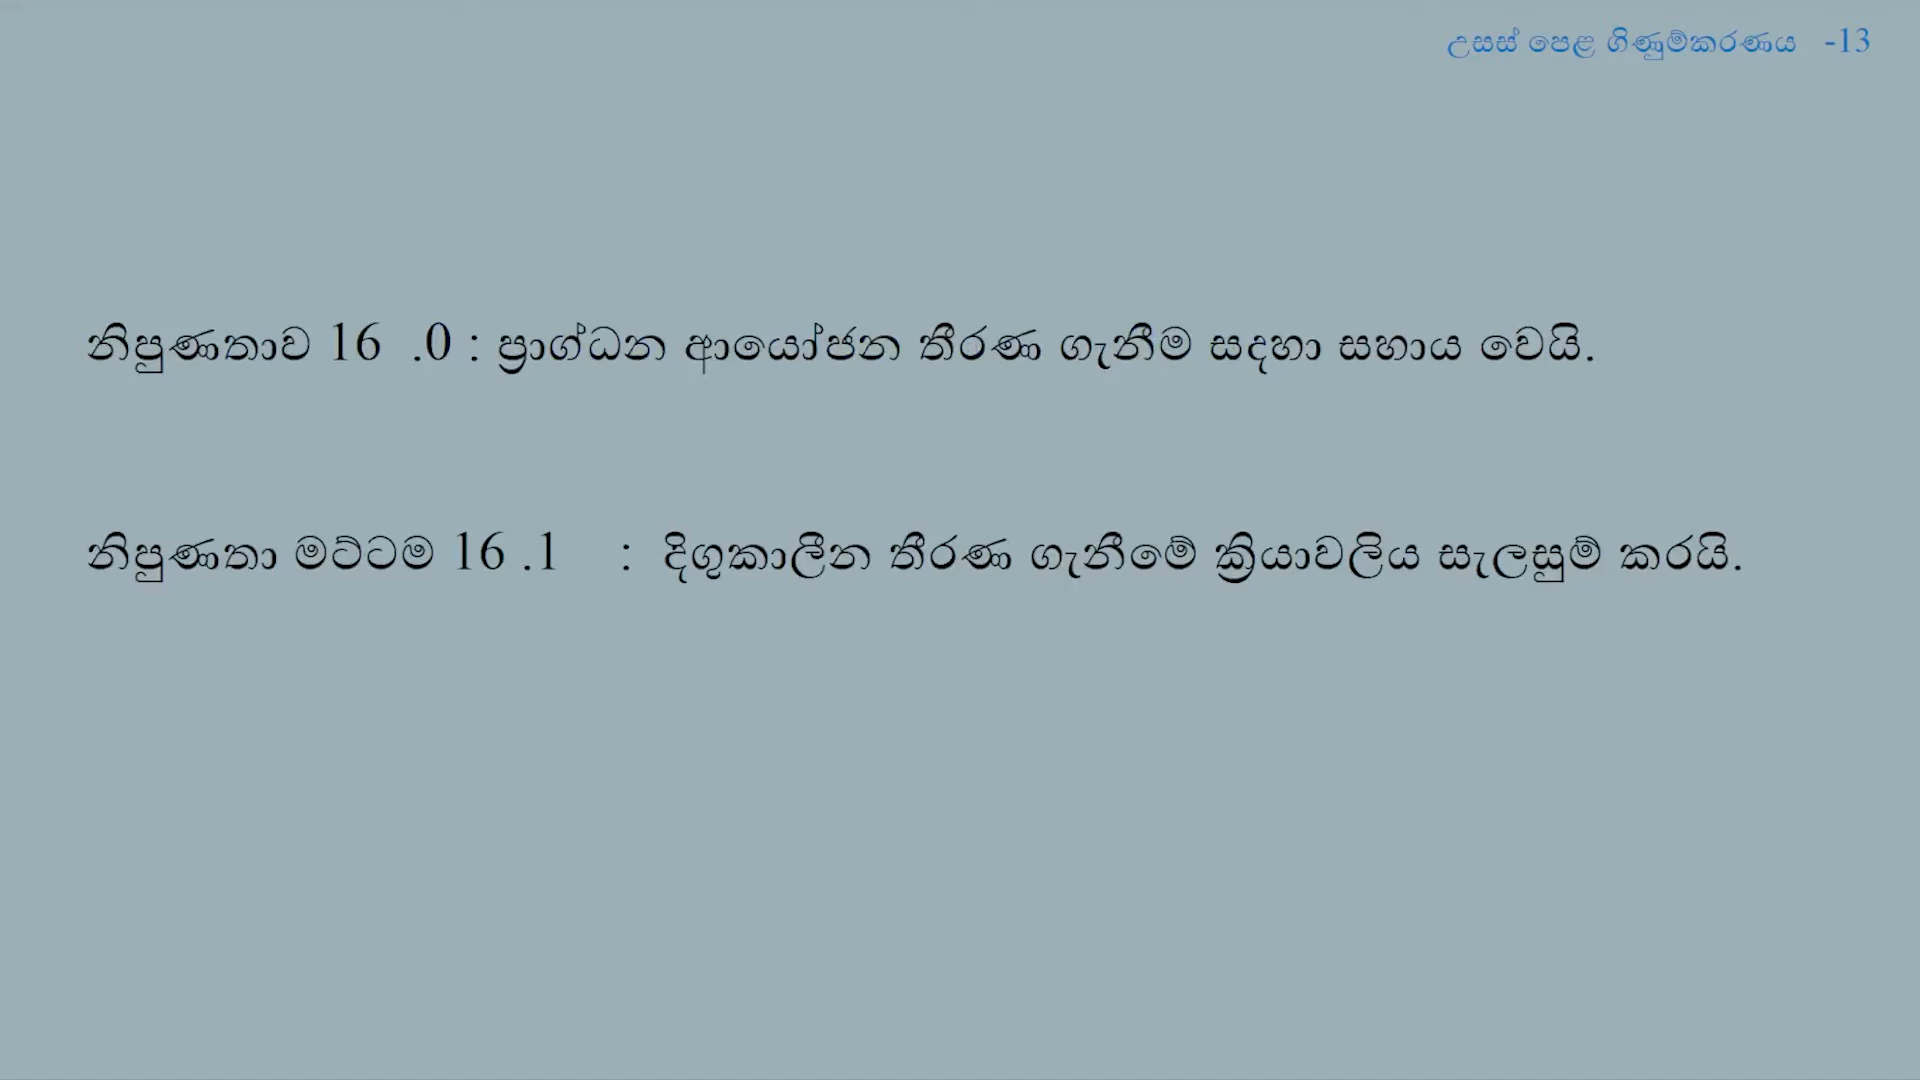 උසස් පෙළ ගිණුම්කරණය -13
නිපුණතාව 16 .0 : ප්‍රාග්ධන ආයෝජන තීරණ ගැනීම සදහා සහාය වෙයි.
නිපුණතා මට්ටම 16 .1 : දිගුකාලීන තීරණ ගැනීමේ ක්‍රියාවලිය සැලසුම් කරයි.